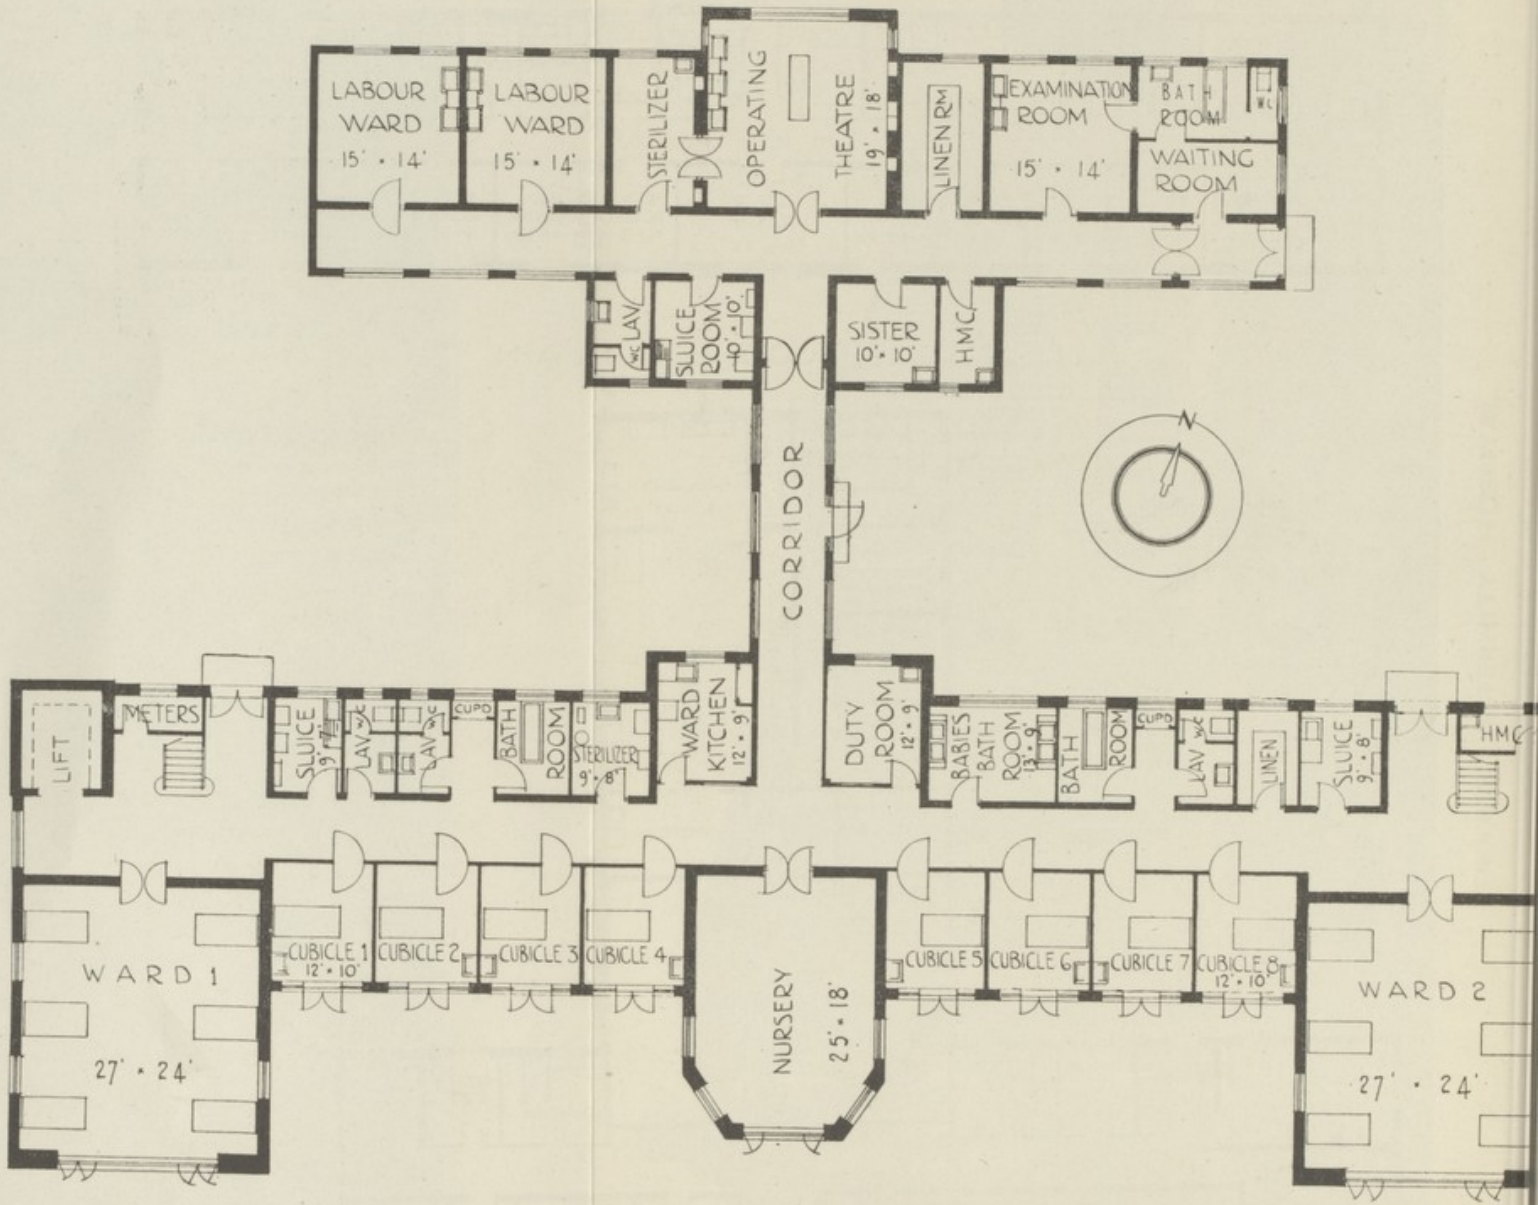 LABOUR
WARD
15' × 14'
LABOUR
WARD
15' × 14'
STERILIZER
OPERATING
THEATRE
19' × 18'
LINEN RM
EXAMINATION
ROOM
15' × 14'
BATH
ROOM
WC
WAITING
ROOM
LAV
WC
SLUICE
ROOM
10' × 10'
SISTER
10' × 10'
HMC
N
CORRIDOR
LIFT
METERS
SLUICE
9' × 7'
LAV
WC
LAV
WC
CUPD
BATH
ROOM
STERILIZER
9' × 8'
WARD
KITCHEN
12' × 9'
DUTY
ROOM
12' × 9'
BABIES
BATH
ROOM
13' × 9'
BATH
ROOM
CUPD
LAV
WC
LINEN
SLUICE
9' × 8'
HMC
WARD 1
27' × 24'
CUBICLE 1
12' × 10'
CUBICLE 2
CUBICLE 3
CUBICLE 4
NURSERY
25' × 18'
CUBICLE 5
CUBICLE 6
CUBICLE 7
CUBICLE 8
12' × 10'
WARD 2
27' × 24'